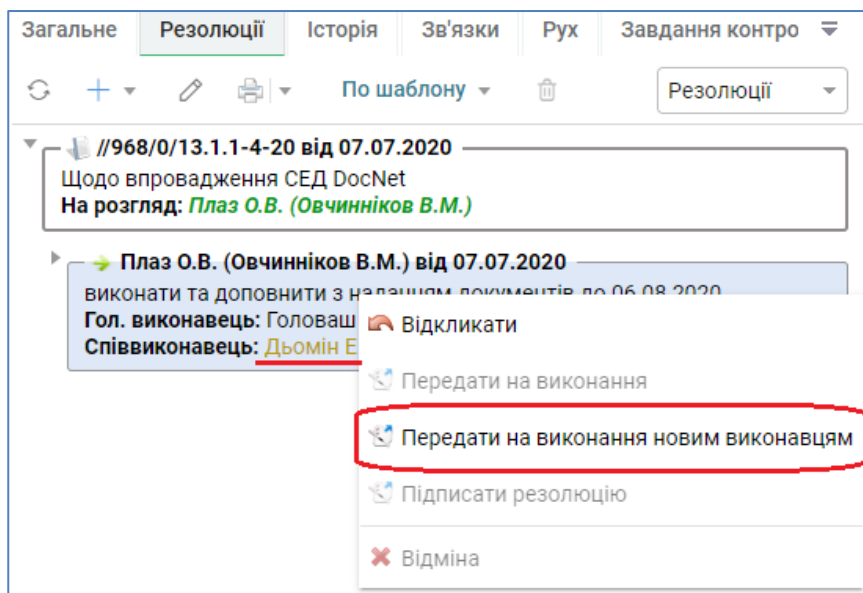 Загальне Резолюції Історія Зв'язки Рух Завдання контро
По шаблону Резолюції
//968/0/13.1.1-4-20 від 07.07.2020
Щодо впровадження СЕД DocNet
На розгляд: Плаз О.В. (Овчинніков В.М.)
Плаз О.В. (Овчинніков В.М.) від 07.07.2020
виконати та доповнити з наданням документів до 06.08.2020
Гол. виконавець: Головаш
Співвиконавець: Дьомін Е
Відкликати
Передати на виконання
Передати на виконання новим виконавцям
Підписати резолюцію
Відміна